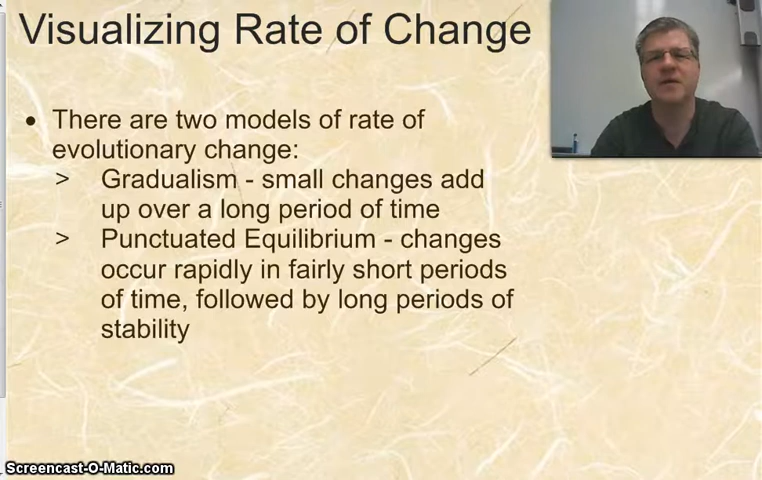 Visualizing Rate of Change
• There are two models of rate of
evolutionary change:
> Gradualism - small changes add
up over a long period of time
> Punctuated Equilibrium - changes
occur rapidly in fairly short periods
of time, followed by long periods of
stability
Screencast-O-Matic.com